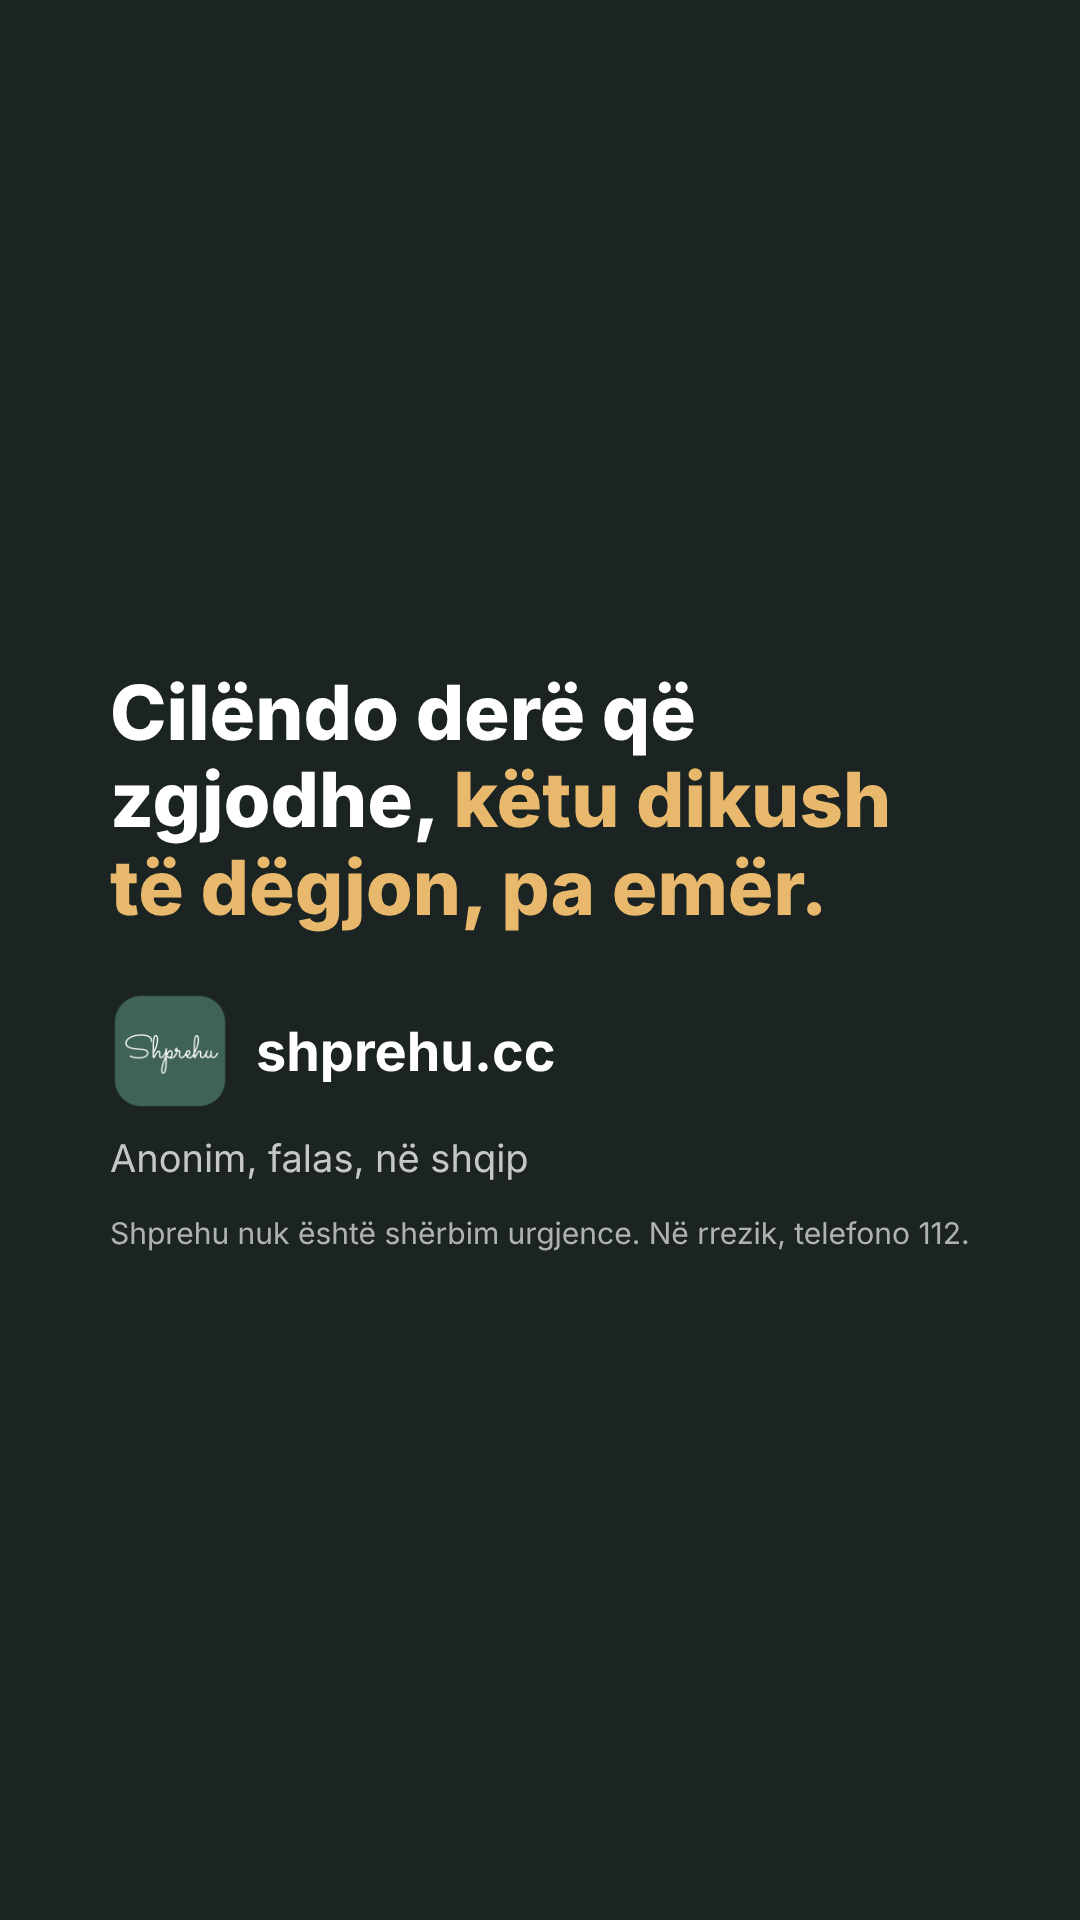 Cilëndo derë që
zgjodhe, këtu dikush
të dëgjon, pa emër.
Shprehu
shprehu.cc
Anonim, falas, në shqip
Shprehu nuk është shërbim urgjence. Në rrezik, telefono 112.